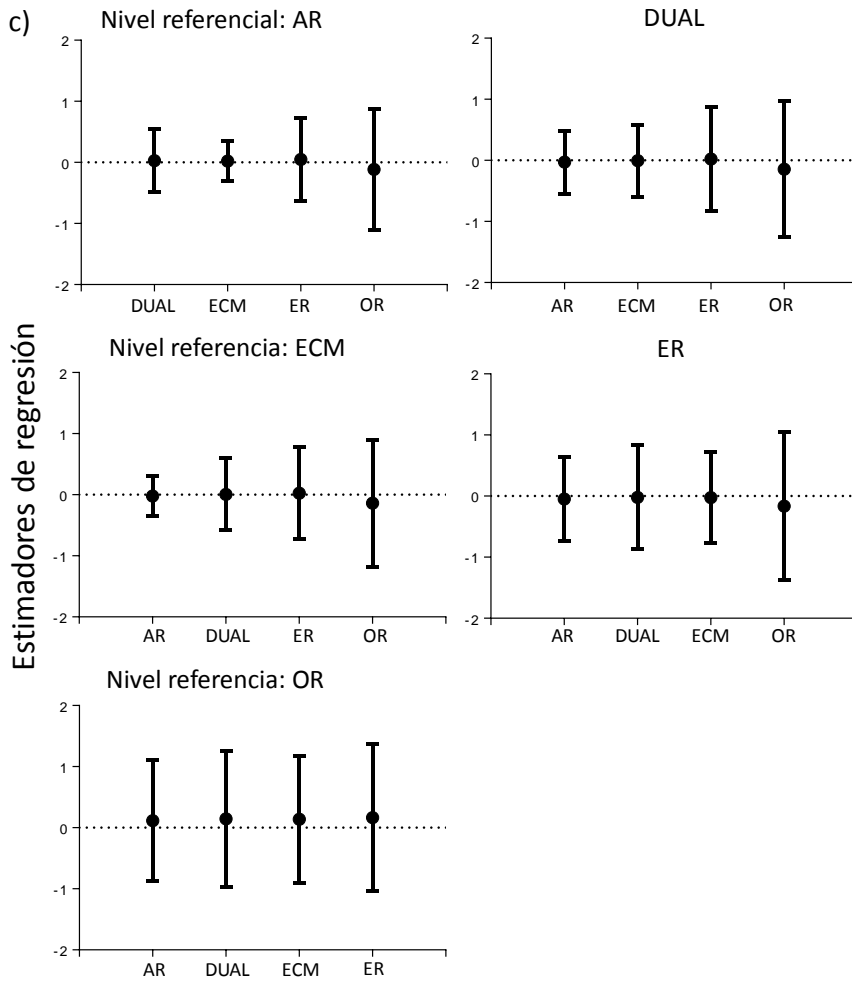 c)
Nivel referencial: AR
2
1
0
-1
-2
DUAL ECM ER OR
DUAL
2
1
0
-1
-2
AR ECM ER OR
Estimadores de regresión
Nivel referencia: ECM
2
1
0
-1
-2
AR DUAL ER OR
ER
2
1
0
-1
-2
AR DUAL ECM OR
Nivel referencia: OR
2
1
0
-1
-2
AR DUAL ECM ER